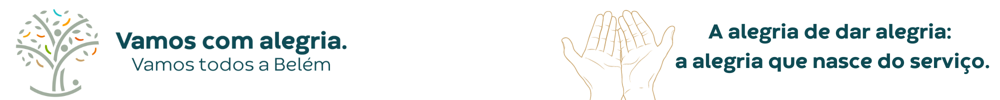 Vamos com alegria.
Vamos todos a Belém
A alegria de dar alegria:
a alegria que nasce do serviço.